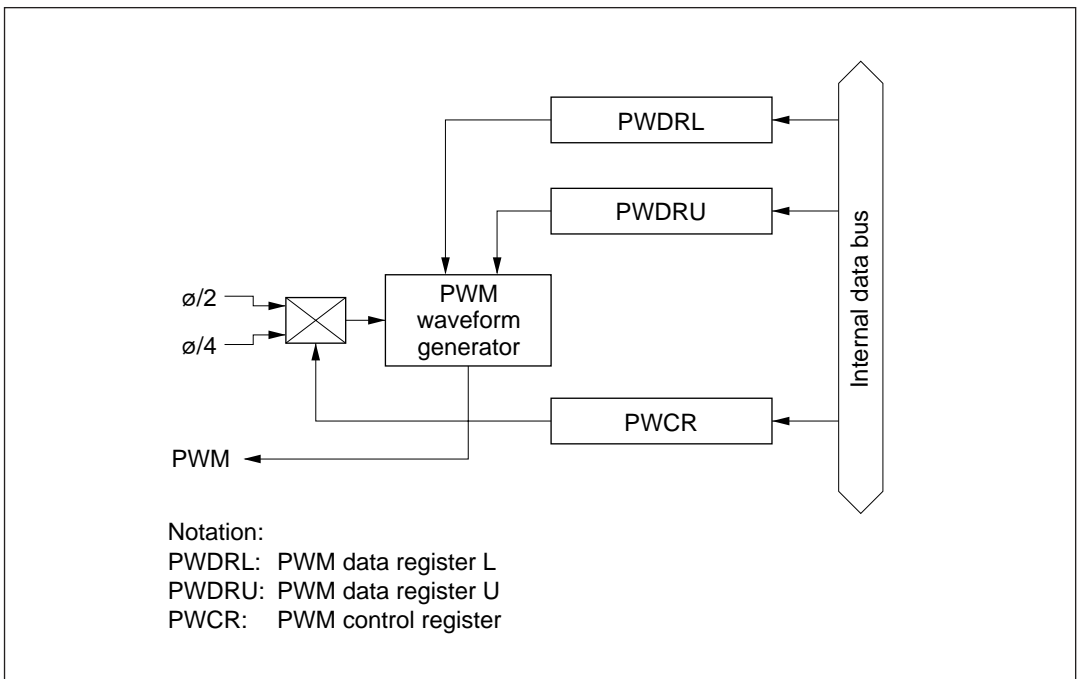 PWDRL
PWDRU
ø/2
ø/4
PWM
waveform
generator
Internal data bus
PWCR
PWM
Notation:
PWDRL: PWM data register L
PWDRU: PWM data register U
PWCR: PWM control register